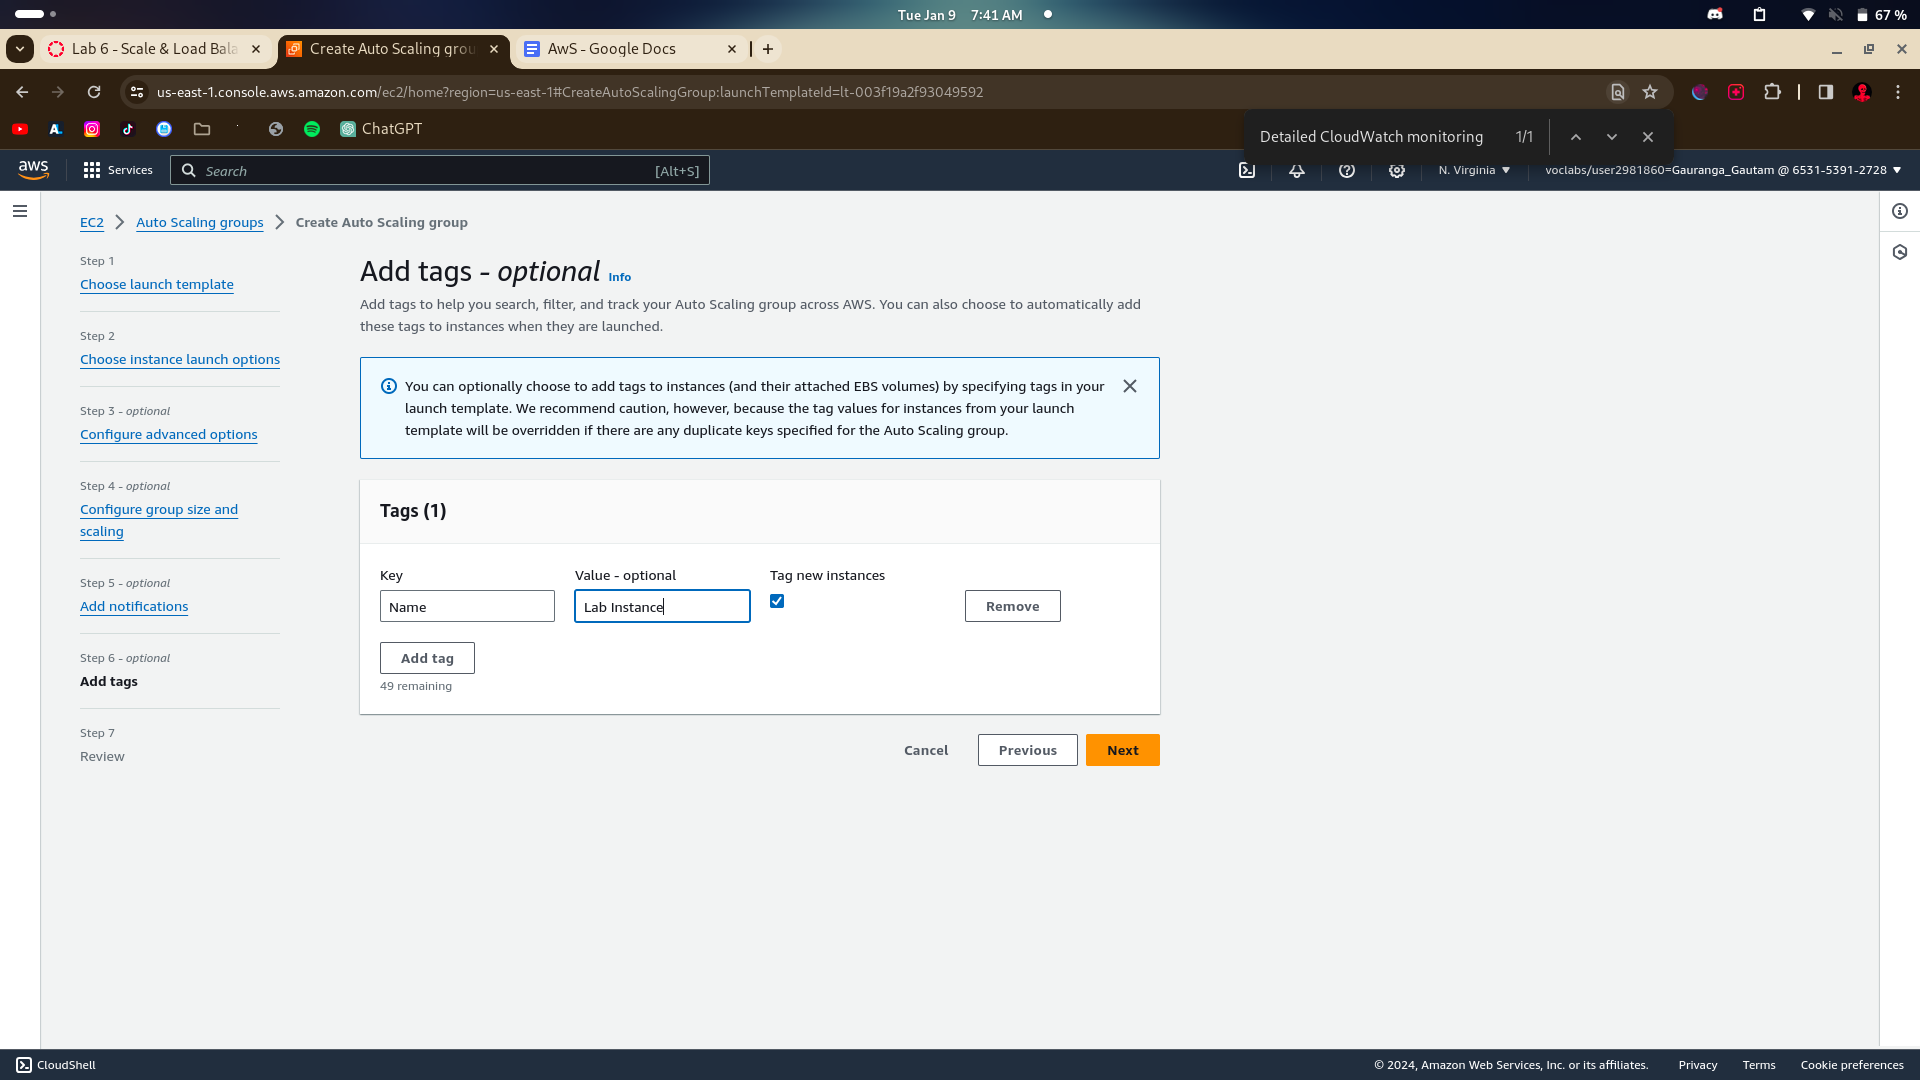 Tue Jan 9 7:41 AM
67 %
Lab 6 - Scale & Load Bala
Create Auto Scaling grou
AwS - Google Docs
us-east-1.console.aws.amazon.com/ec2/home?region=us-east-1#CreateAutoScalingGroup:launchTemplateId=lt-003f19a2f93049592
ChatGPT
Detailed CloudWatch monitoring 1/1
aws
Services
Search [Alt+S]
N. Virginia
voclabs/user2981860=Gauranga_Gautam @ 6531-5391-2728
EC2 Auto Scaling groups Create Auto Scaling group
Step 1
Choose launch template
Step 2
Choose instance launch options
Step 3 - optional
Configure advanced options
Step 4 - optional
Configure group size and
scaling
Step 5 - optional
Add notifications
Step 6 - optional
Add tags
Step 7
Review
Add tags - optional Info
Add tags to help you search, filter, and track your Auto Scaling group across AWS. You can also choose to automatically add
these tags to instances when they are launched.
You can optionally choose to add tags to instances (and their attached EBS volumes) by specifying tags in your
launch template. We recommend caution, however, because the tag values for instances from your launch
template will be overridden if there are any duplicate keys specified for the Auto Scaling group.
Tags (1)
Key Value - optional Tag new instances
Name Lab Instance Remove
Add tag
49 remaining
Cancel Previous Next
CloudShell
© 2024, Amazon Web Services, Inc. or its affiliates. Privacy Terms Cookie preferences